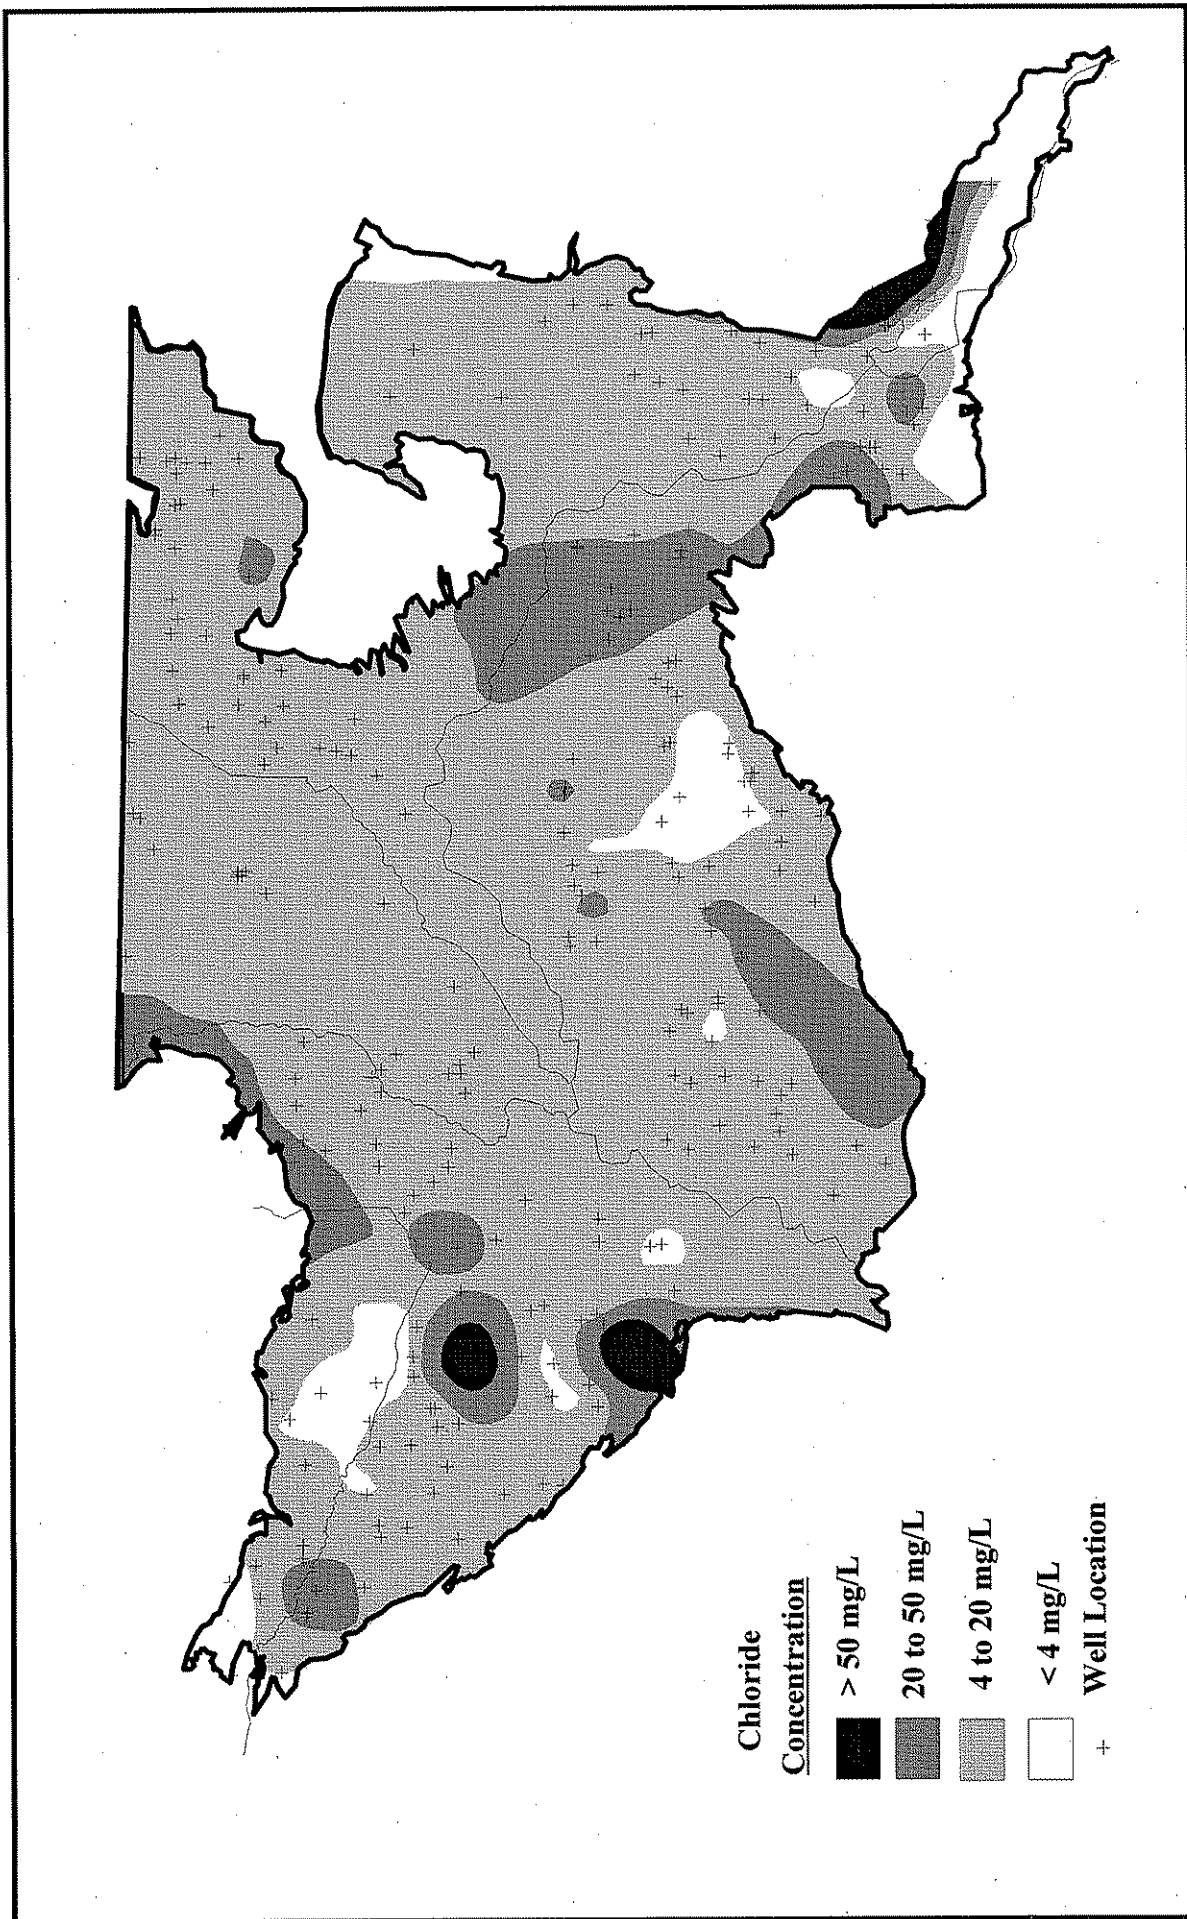 Chloride
Concentration
> 50 mg/L
20 to 50 mg/L
4 to 20 mg/L
< 4 mg/L
Well Location